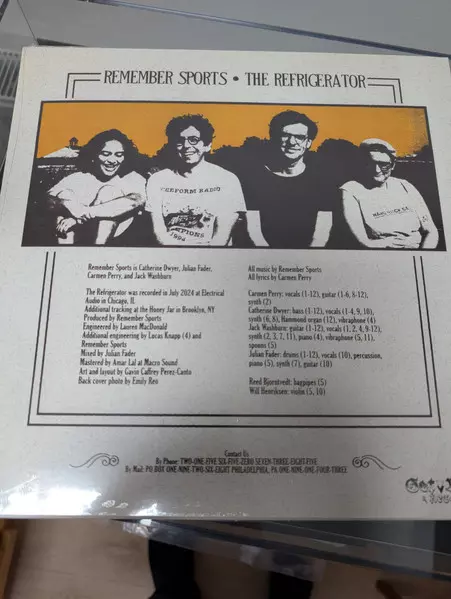 REMEMBER SPORTS • THE REFRIGERATOR
FREEFORM RADIO
CHAMPIONS
1994
Remember Sports is Catherine Dwyer, Julian Fader,
Carmen Perry, and Jack Washburn
The Refrigerator was recorded in July 2024 at Electrical
Audio in Chicago, IL
Additional tracking at the Honey Jar in Brooklyn, NY
Produced by Remember Sports
Engineered by Lauren MacDonald
Additional engineering by Lucas Knapp (4) and
Remember Sports
Mixed by Julian Fader
Mastered by Amar Lal at Macro Sound
Art and layout by Gavin Caffrey Perez-Canto
Back cover photo by Emily Ren
All music by Remember Sports
All lyrics by Carmen Perry
Carmen Perry: vocals (1-12), guitar (1-6, 8-12),
synth (2)
Catherine Dwyer: bass (1-12), vocals (1-4, 9, 10),
synth (6, 8), Hammond organ (12), vibraphone (4)
Jack Washburn: guitar (1-12), vocals (1, 2, 4, 9-12),
synth (2, 3, 7, 11), piano (4), vibraphone (5, 11),
spoons (5)
Julian Fader: drums (1-12), vocals (10), percussion,
piano (5), synth (7), guitar (10)
Reed Bjorntvedt: bagpipes (5)
Will Henriksen: violin (5, 10)
Contact Us
By Phone: TWO-ONE-FIVE SIX-FIVE-ZERO SEVEN-THREE-EIGHT-FIVE
By Mail: PO BOX ONE-NINE-TWO-SIX-EIGHT PHILADELPHIA, PA ONE-NINE-ONE-FOUR-THREE